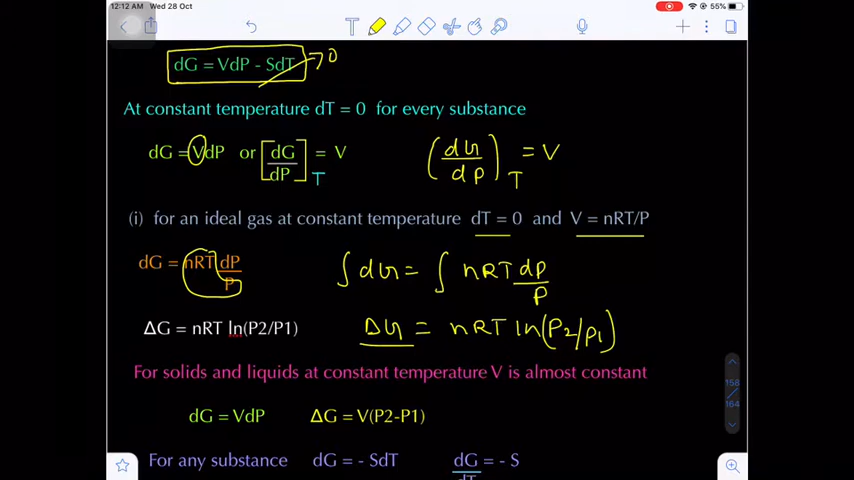 12:12 AM Wed 28 Oct
55%
dG = VdP - SdT → 0
At constant temperature dT = 0 for every substance
dG = VdP or [dG/dP]T = V (dG/dP)T = V
(i) for an ideal gas at constant temperature dT = 0 and V = nRT/P
dG = nRT dP/P ∫dG = ∫ nRT dP/P
ΔG = nRT ln(P2/P1) ΔG = nRT ln(P2/P1)
For solids and liquids at constant temperature V is almost constant
dG = VdP ΔG = V(P2-P1)
158
164
For any substance dG = - SdT dG = - S
dT